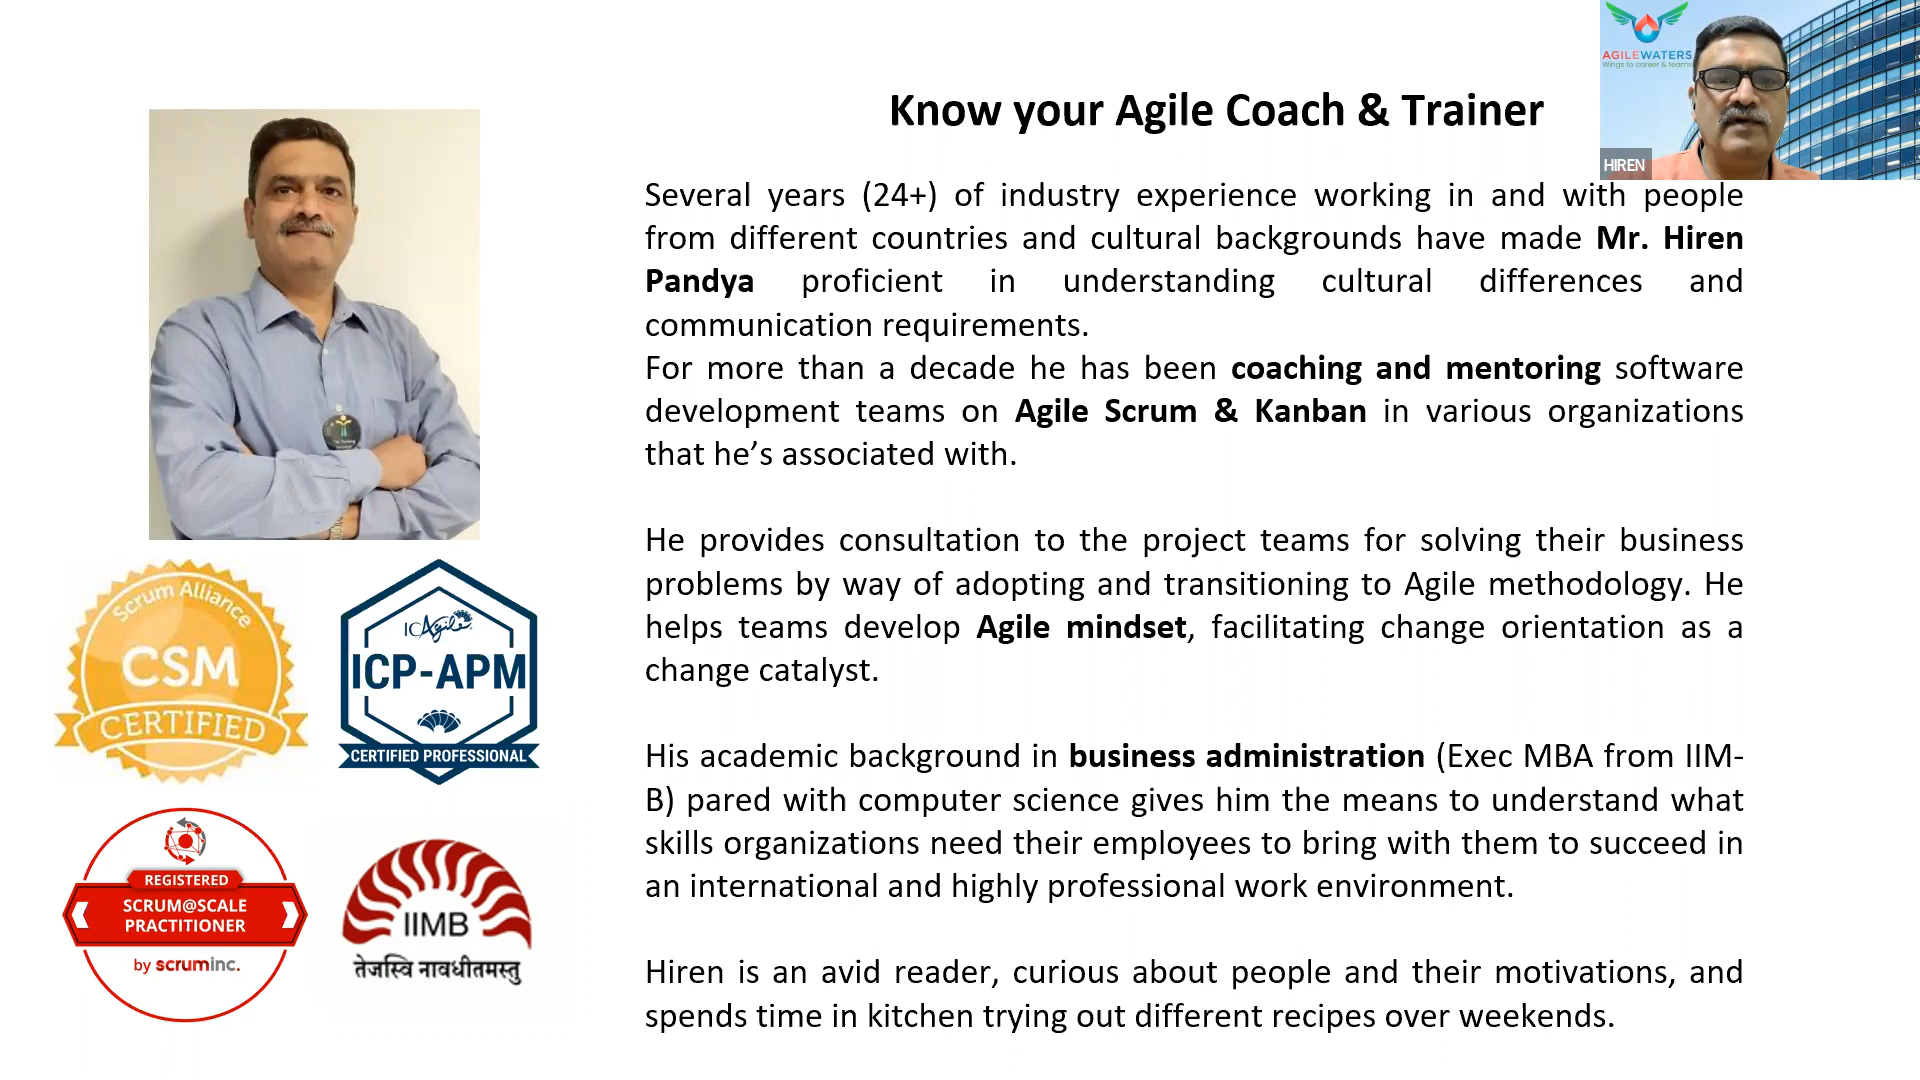 AGILEWATERS
Wings to career & teams
HIREN
Know your Agile Coach & Trainer
Several years (24+) of industry experience working in and with people
from different countries and cultural backgrounds have made Mr. Hiren
Pandya proficient in understanding cultural differences and
communication requirements.
For more than a decade he has been coaching and mentoring software
development teams on Agile Scrum & Kanban in various organizations
that he’s associated with.
He provides consultation to the project teams for solving their business
problems by way of adopting and transitioning to Agile methodology. He
helps teams develop Agile mindset, facilitating change orientation as a
change catalyst.
His academic background in business administration (Exec MBA from IIM-
B) pared with computer science gives him the means to understand what
skills organizations need their employees to bring with them to succeed in
an international and highly professional work environment.
Hiren is an avid reader, curious about people and their motivations, and
spends time in kitchen trying out different recipes over weekends.
Scrum Alliance
CSM
CERTIFIED
ICAgile
ICP-APM
CERTIFIED PROFESSIONAL
REGISTERED
SCRUM@SCALE
PRACTITIONER
by scruminc.
IIMB
तेजस्वि नावधीतमस्तु